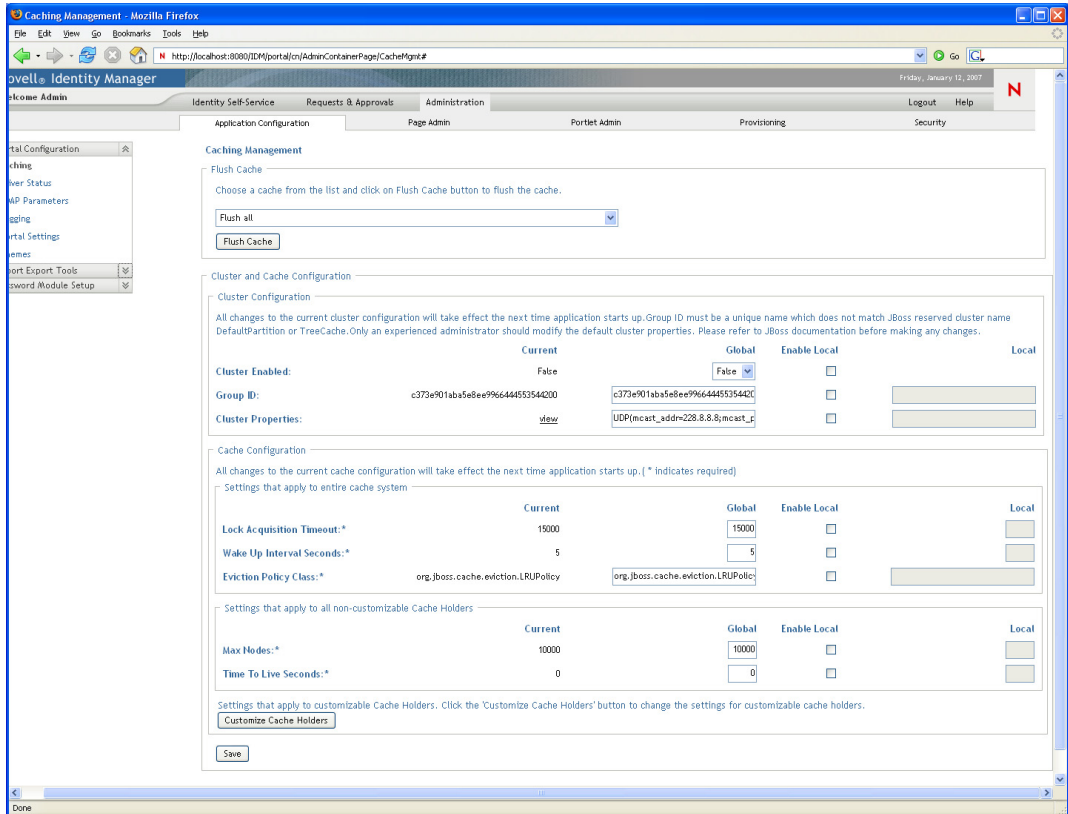 Caching Management - Mozilla Firefox
File Edit View Go Bookmarks Tools Help
http://localhost:8080/IDM/portal/cn/AdminContainerPage/CacheMgmt#
Go
G
ovell® Identity Manager
Friday, January 12, 2007
N
elcome Admin
Identity Self-Service Requests & Approvals Administration
Logout Help
Application Configuration Page Admin Portlet Admin Provisioning Security
rtal Configuration
ching
iver Status
AP Parameters
gging
rtal Settings
emes
port Export Tools
sword Module Setup
Caching Management
Flush Cache
Choose a cache from the list and click on Flush Cache button to flush the cache.
Flush all
Flush Cache
Cluster and Cache Configuration
Cluster Configuration
All changes to the current cluster configuration will take effect the next time application starts up.Group ID must be a unique name which does not match JBoss reserved cluster name
DefaultPartition or TreeCache.Only an experienced administrator should modify the default cluster properties. Please refer to JBoss documentation before making any changes.
Current Global Enable Local Local
Cluster Enabled: False False
Group ID: c373e901aba5e8ee9966444553544200 c373e901aba5e8ee99664445535442
Cluster Properties: view UDP(mcast_addr=228.8.8.8;mcast_p
Cache Configuration
All changes to the current cache configuration will take effect the next time application starts up.( * indicates required)
Settings that apply to entire cache system
Current Global Enable Local Local
Lock Acquisition Timeout:* 15000 15000
Wake Up Interval Seconds:* 5 5
Eviction Policy Class:* org.jboss.cache.eviction.LRUPolicy org.jboss.cache.eviction.LRUPolicy
Settings that apply to all non-customizable Cache Holders
Current Global Enable Local Local
Max Nodes:* 10000 10000
Time To Live Seconds:* 0 0
Settings that apply to customizable Cache Holders. Click the 'Customize Cache Holders' button to change the settings for customizable cache holders.
Customize Cache Holders
Save
Done